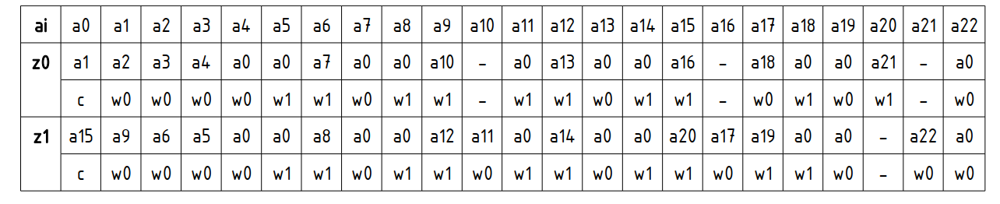 ai a0 a1 a2 a3 a4 a5 a6 a7 a8 a9 a10 a11 a12 a13 a14 a15 a16 a17 a18 a19 a20 a21 a22
z0 a1 a2 a3 a4 a0 a0 a7 a0 a0 a10 - a0 a13 a0 a0 a16 - a18 a0 a0 a21 - a0
c w0 w0 w0 w0 w1 w1 w0 w1 w1 - w1 w1 w0 w1 w1 - w0 w1 w0 w1 - w0
z1 a15 a9 a6 a5 a0 a0 a8 a0 a0 a12 a11 a0 a14 a0 a0 a20 a17 a19 a0 a0 - a22 a0
c w0 w0 w0 w0 w1 w1 w0 w1 w1 w0 w1 w1 w0 w1 w1 w0 w1 w1 w0 - w0 w0